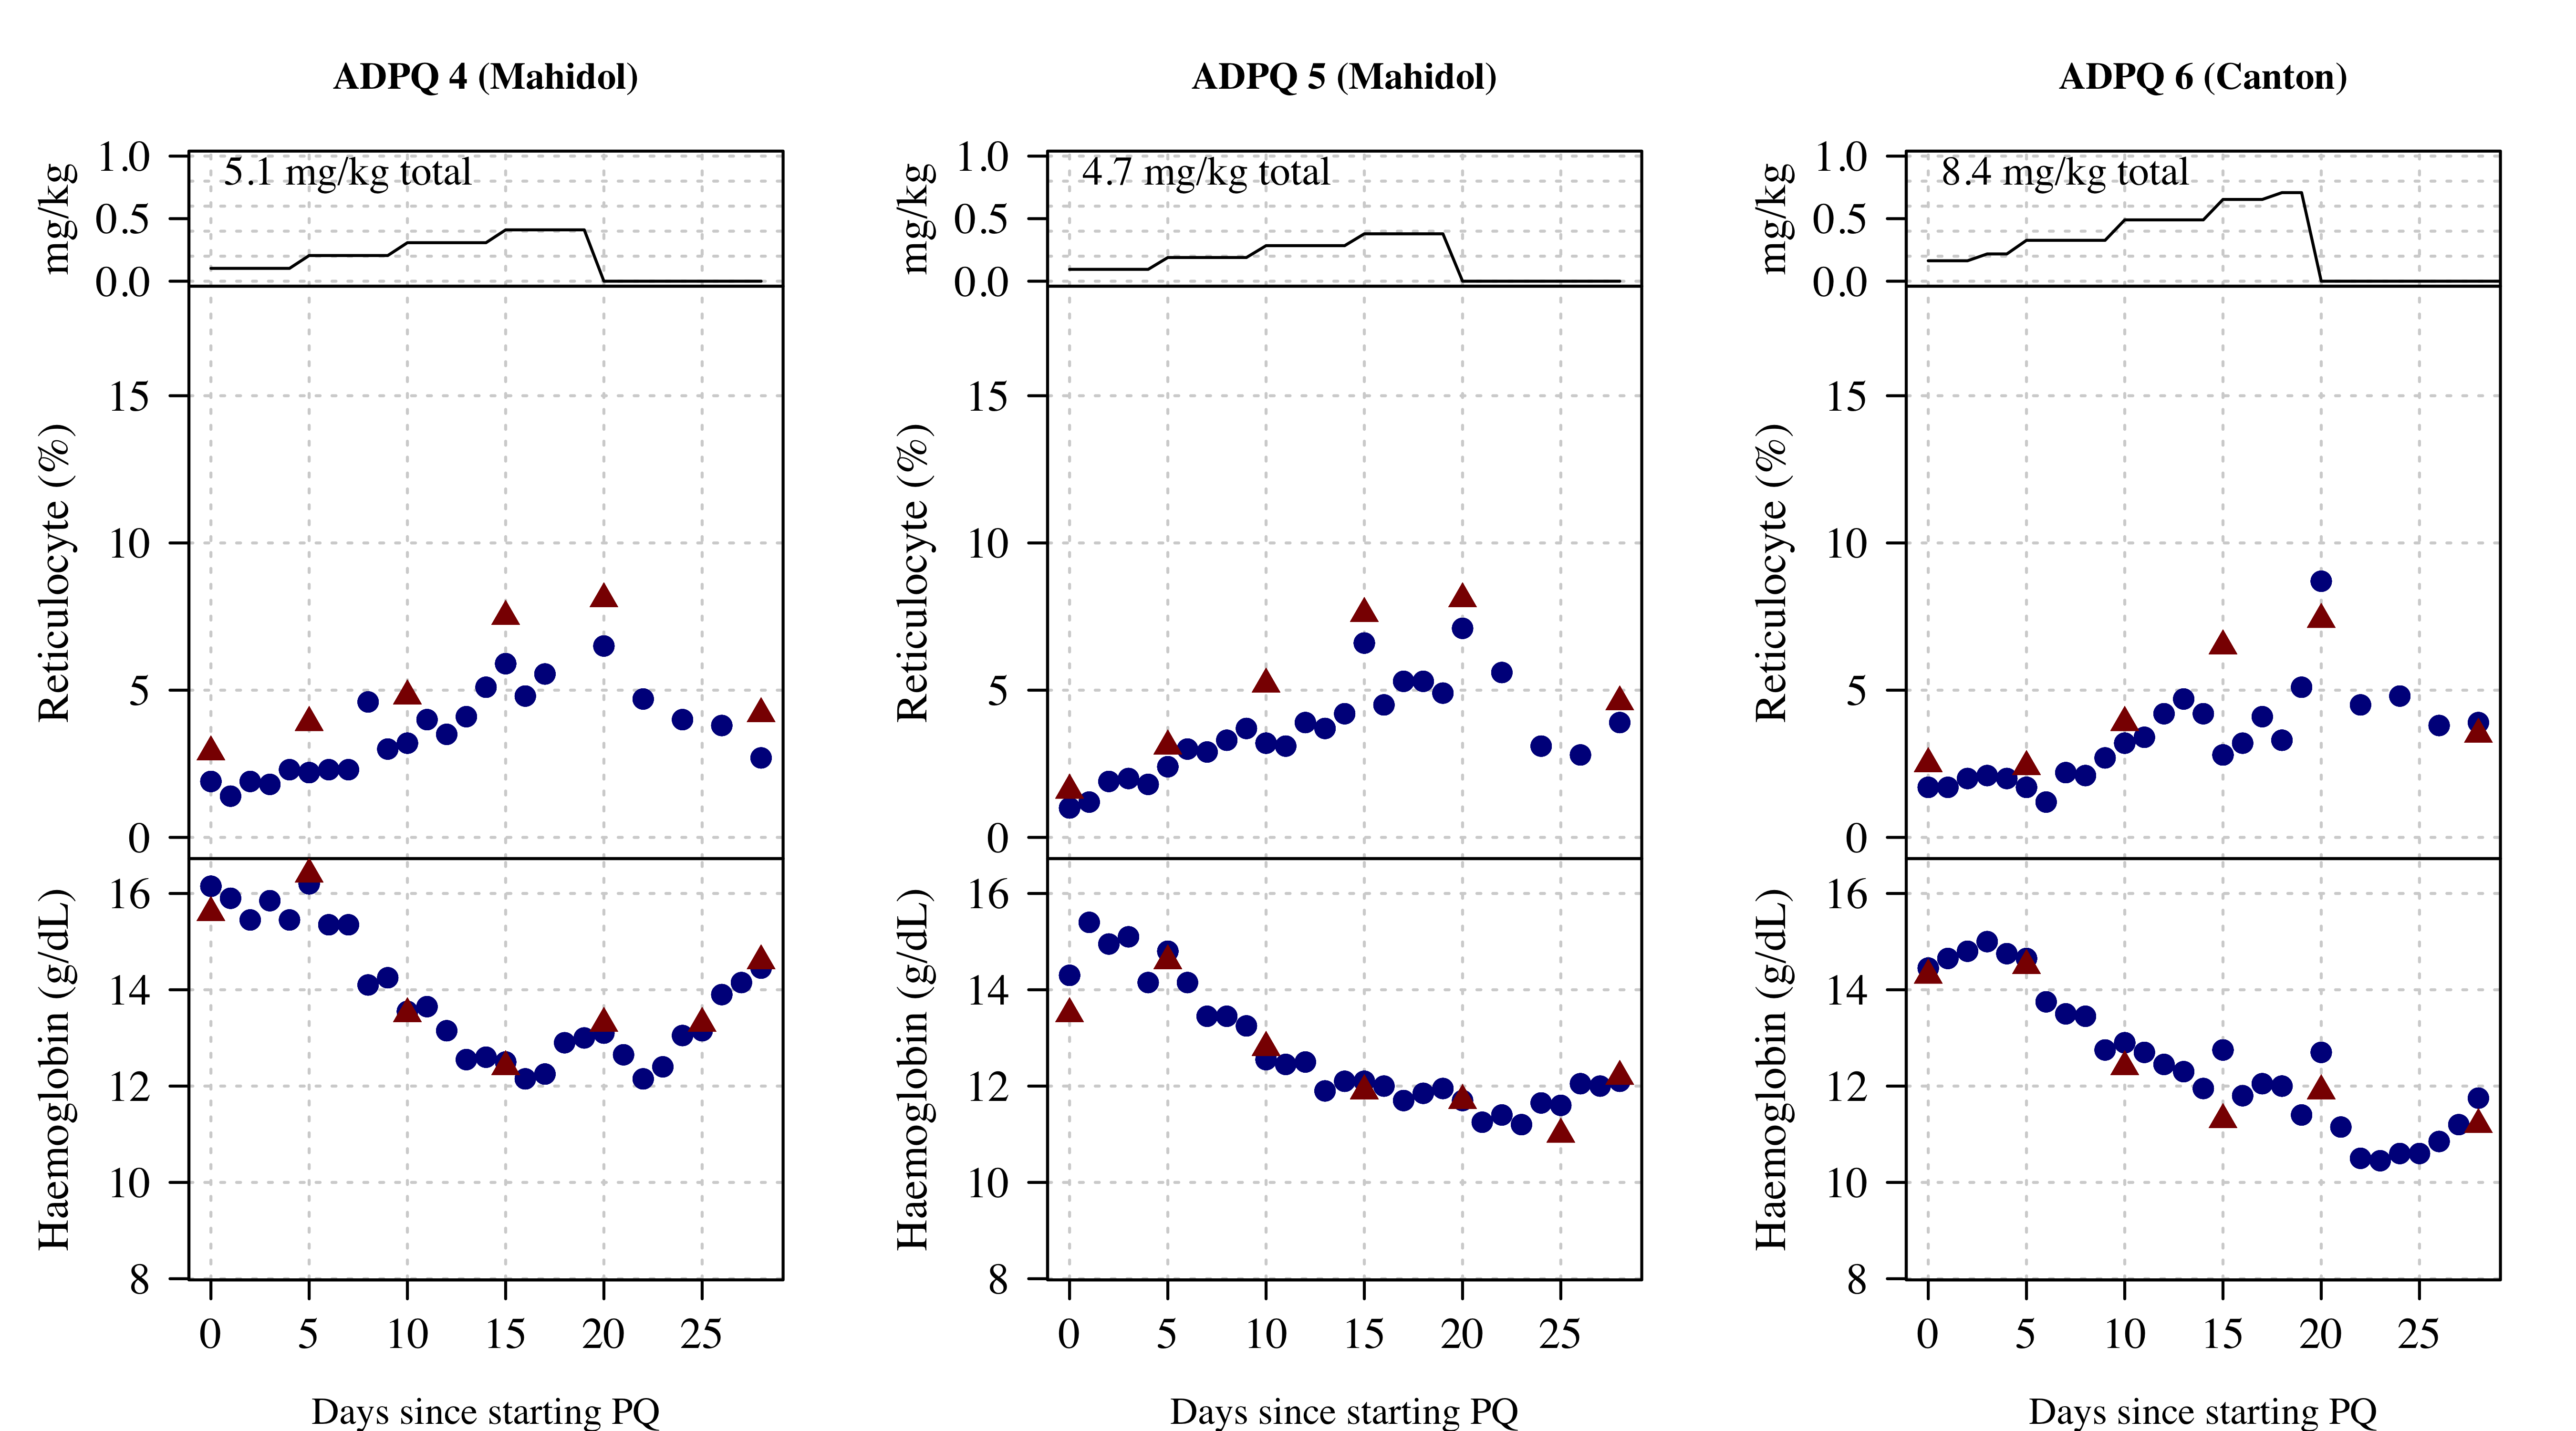 ADPQ 4 (Mahidol)
mg/kg
1.0
0.5
0.0
5.1 mg/kg total
Reticulocyte (%)
15
10
5
0
Haemoglobin (g/dL)
16
14
12
10
8
0 5 10 15 20 25
Days since starting PQ
ADPQ 5 (Mahidol)
mg/kg
1.0
0.5
0.0
4.7 mg/kg total
Reticulocyte (%)
15
10
5
0
Haemoglobin (g/dL)
16
14
12
10
8
0 5 10 15 20 25
Days since starting PQ
ADPQ 6 (Canton)
mg/kg
1.0
0.5
0.0
8.4 mg/kg total
Reticulocyte (%)
15
10
5
0
Haemoglobin (g/dL)
16
14
12
10
8
0 5 10 15 20 25
Days since starting PQ